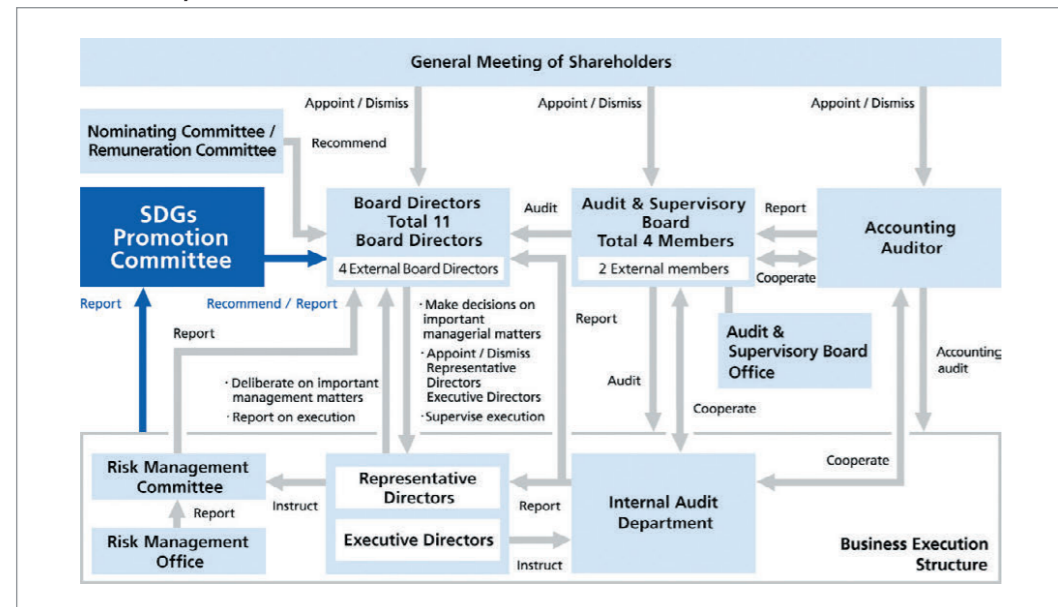 General Meeting of Shareholders
Appoint / Dismiss
Appoint / Dismiss
Appoint / Dismiss
Nominating Committee /
Remuneration Committee
Recommend
SDGs
Promotion
Committee
Board Directors
Total 11
Board Directors
4 External Board Directors
Audit
Audit & Supervisory
Board
Total 4 Members
2 External members
Report
Cooperate
Accounting
Auditor
Report
Recommend / Report
Report
· Make decisions on
important
managerial matters
· Appoint / Dismiss
Representative
Directors
Executive Directors
· Supervise execution
· Deliberate on important
management matters
· Report on execution
Report
Audit
Cooperate
Audit &
Supervisory Board
Office
Accounting
audit
Cooperate
Risk Management
Committee
Report
Risk Management
Office
Instruct
Representative
Directors
Executive Directors
Report
Instruct
Internal Audit
Department
Business Execution
Structure